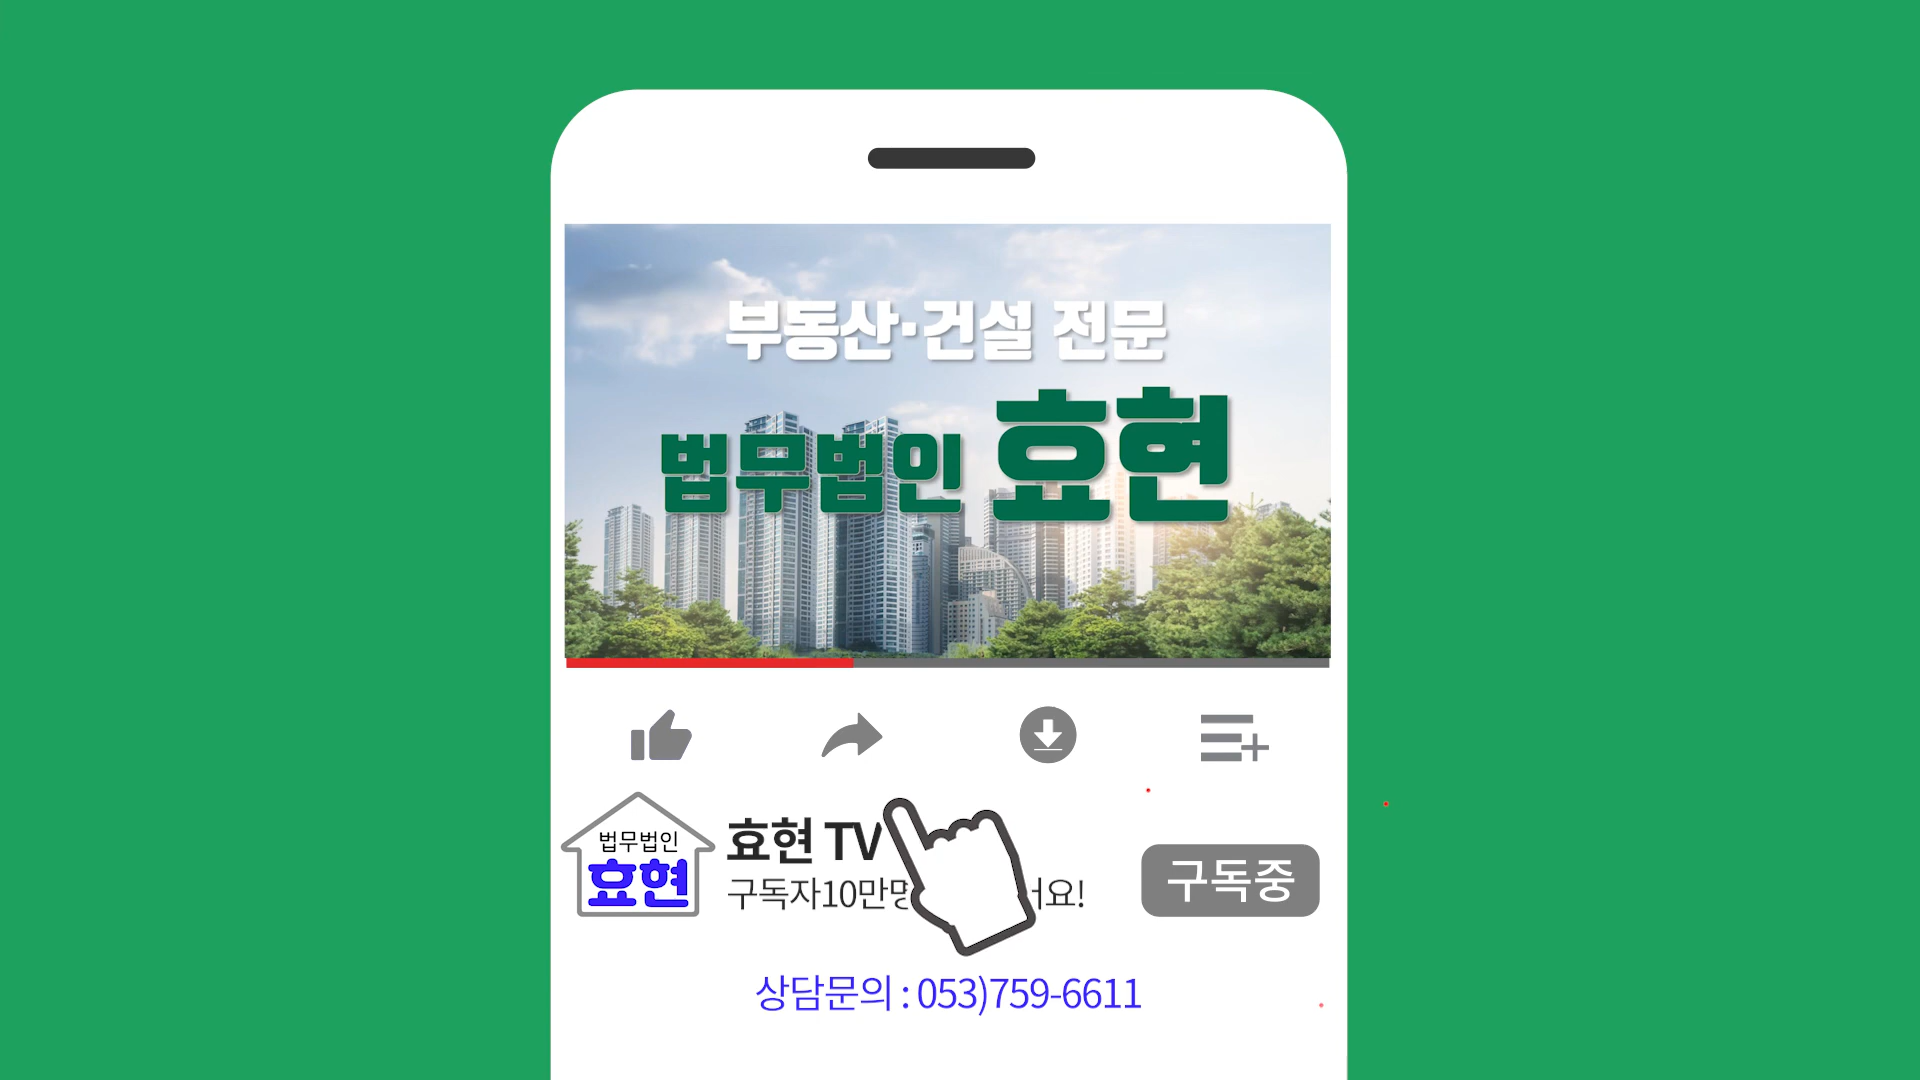 부동산·건설 전문
법무법인 효현
법무법인
효현
효현 TV
구독자10만명 요!
구독중
상담문의 : 053)759-6611